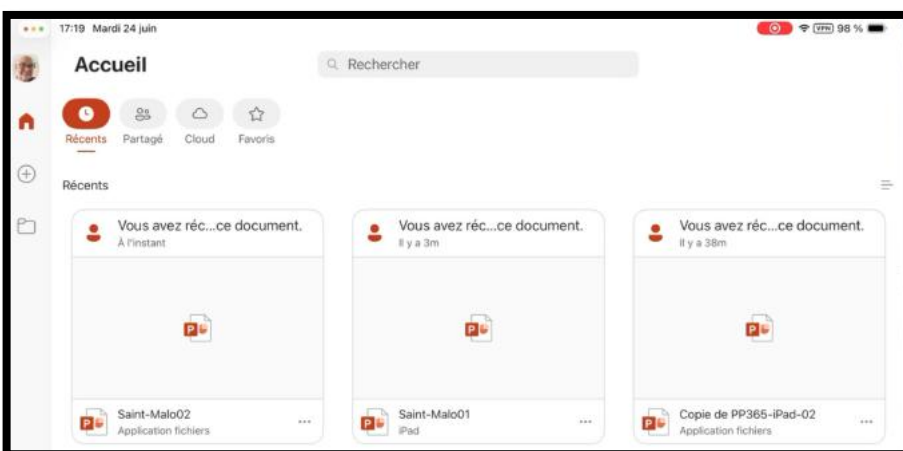 17:19 Mardi 24 juin
VPN 98 %
Accueil
Rechercher
Récents Partagé Cloud Favoris
Récents
Vous avez réc...ce document.
À l'instant
Vous avez réc...ce document.
Il y a 3m
Vous avez réc...ce document.
Il y a 38m
P
P
P
P Saint-Malo02
Application fichiers
P Saint-Malo01
iPad
P Copie de PP365-iPad-02
Application fichiers